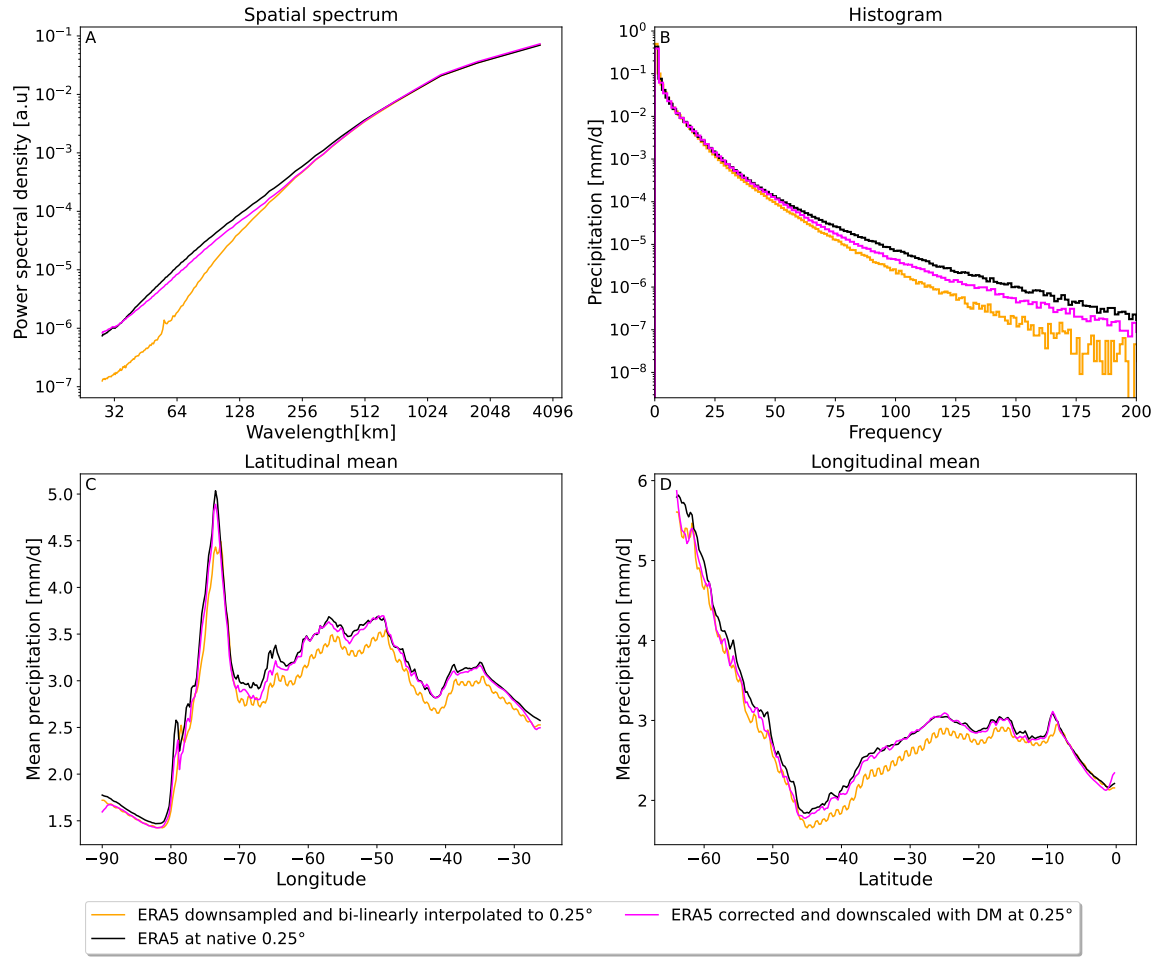 Spatial spectrum
A
Power spectral density [a.u]
10⁻¹
10⁻²
10⁻³
10⁻⁴
10⁻⁵
10⁻⁶
10⁻⁷
32 64 128 256 512 1024 2048 4096
Wavelength[km]
Histogram
B
Precipitation [mm/d]
10⁰
10⁻¹
10⁻²
10⁻³
10⁻⁴
10⁻⁵
10⁻⁶
10⁻⁷
10⁻⁸
0 25 50 75 100 125 150 175 200
Frequency
Latitudinal mean
C
Mean precipitation [mm/d]
5.0
4.5
4.0
3.5
3.0
2.5
2.0
1.5
−90 −80 −70 −60 −50 −40 −30
Longitude
Longitudinal mean
D
Mean precipitation [mm/d]
6
5
4
3
2
−60 −50 −40 −30 −20 −10 0
Latitude
ERA5 downsampled and bi-linearly interpolated to 0.25°
ERA5 at native 0.25°
ERA5 corrected and downscaled with DM at 0.25°